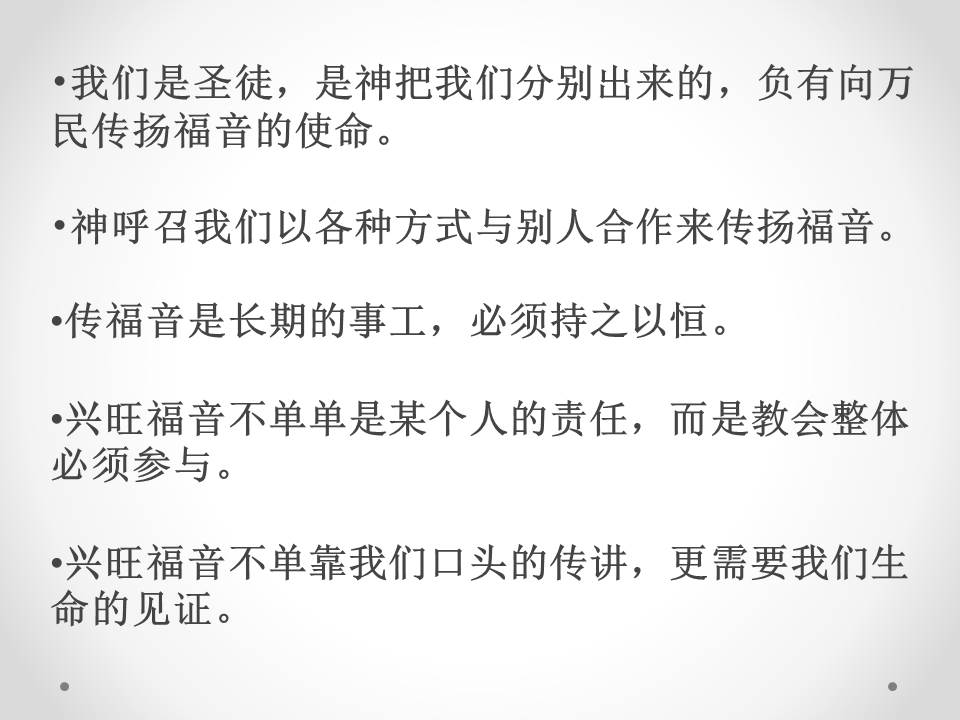 •我们是圣徒，是神把我们分别出来的，负有向万
民传扬福音的使命。
•神呼召我们以各种方式与别人合作来传扬福音。
•传福音是长期的事工，必须持之以恒。
•兴旺福音不单单是某个人的责任，而是教会整体
必须参与。
•兴旺福音不单靠我们口头的传讲，更需要我们生
命的见证。